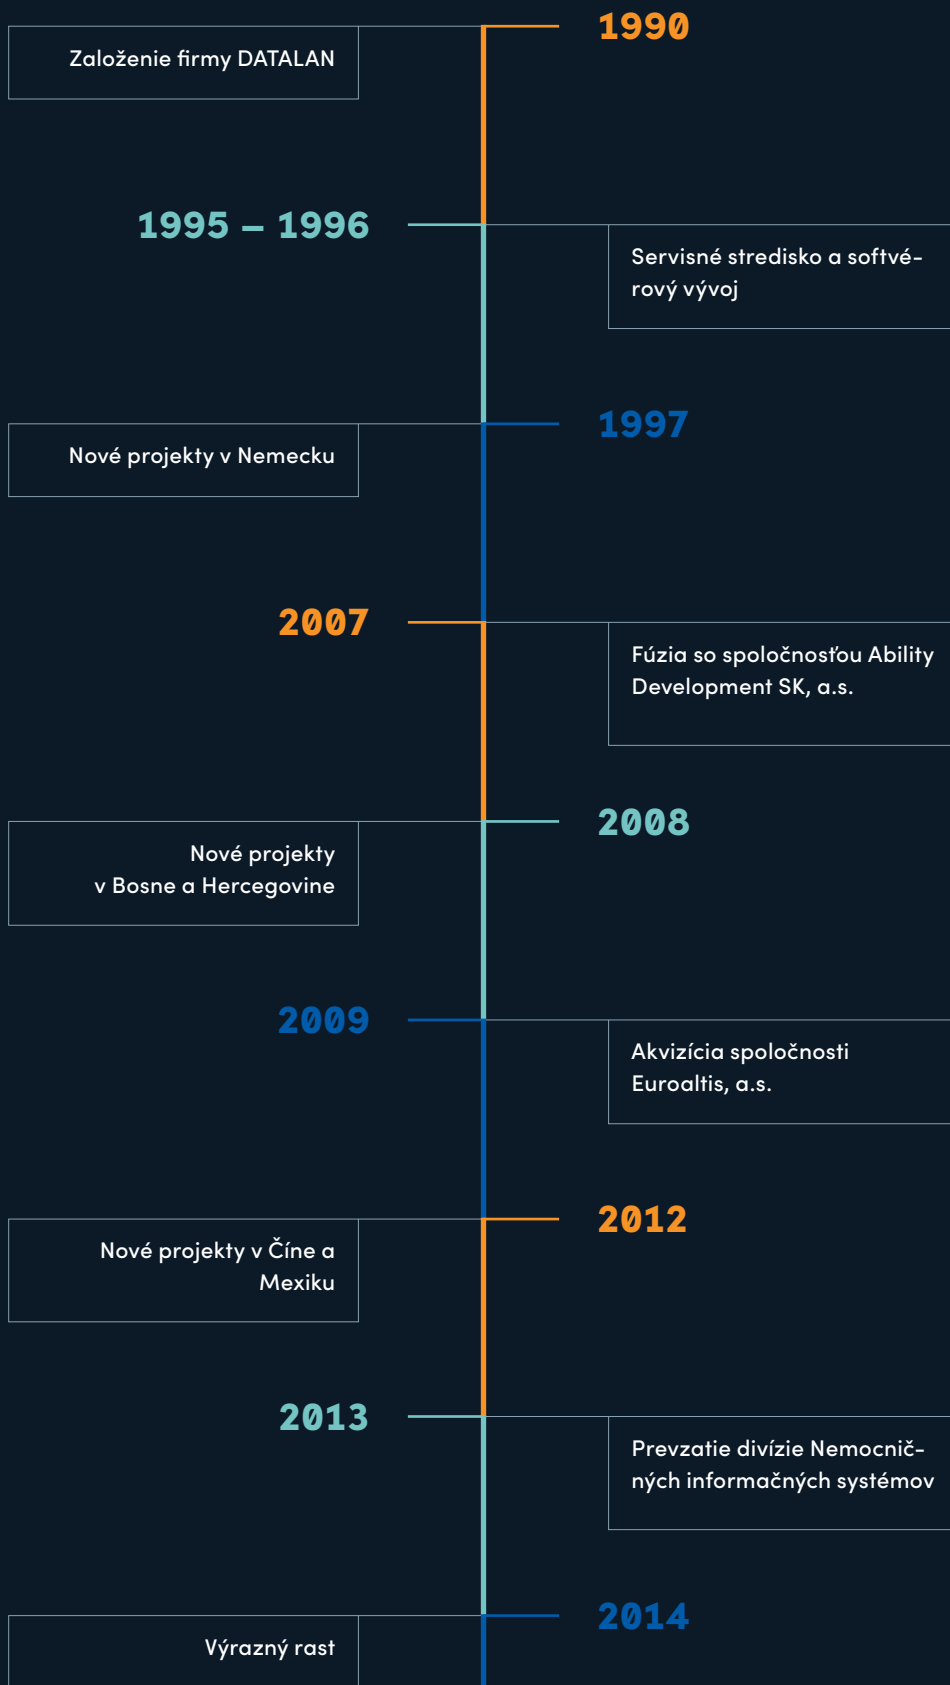 1990
Založenie firmy DATALAN
1995 – 1996
Servisné stredisko a softvé-
rový vývoj
1997
Nové projekty v Nemecku
2007
Fúzia so spoločnosťou Ability
Development SK, a.s.
2008
Nové projekty
v Bosne a Hercegovine
2009
Akvizícia spoločnosti
Euroaltis, a.s.
2012
Nové projekty v Číne a
Mexiku
2013
Prevzatie divízie Nemocnič-
ných informačných systémov
2014
Výrazný rast